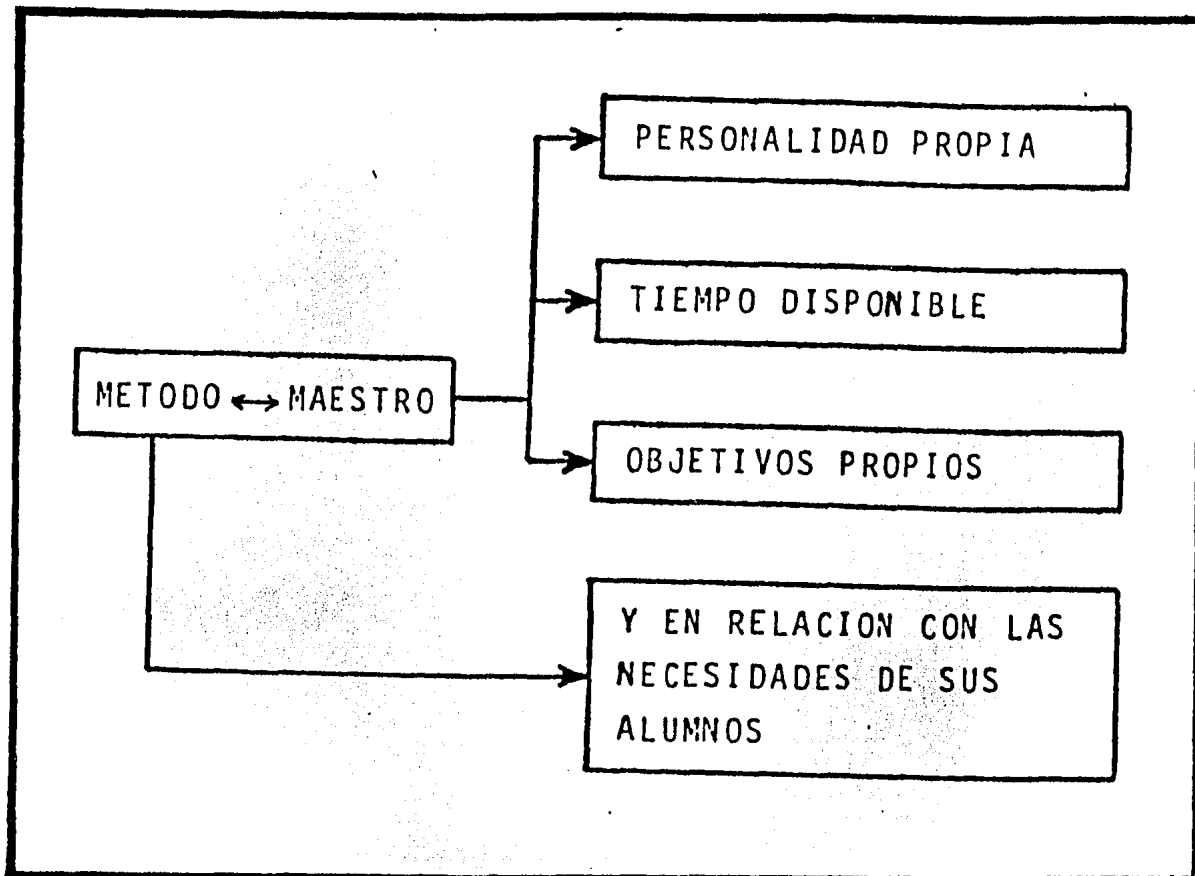 PERSONALIDAD PROPIA
TIEMPO DISPONIBLE
METODO ↔ MAESTRO
OBJETIVOS PROPIOS
Y EN RELACION CON LAS
NECESIDADES DE SUS
ALUMNOS